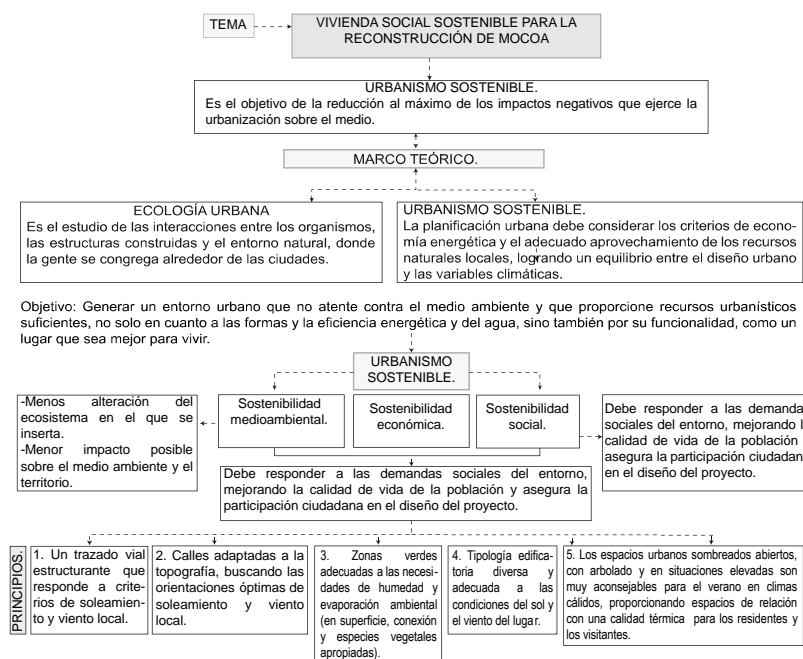 TEMA
VIVIENDA SOCIAL SOSTENIBLE PARA LA
RECONSTRUCCIÓN DE MOCOA
URBANISMO SOSTENIBLE.
Es el objetivo de la reducción al máximo de los impactos negativos que ejerce la
urbanización sobre el medio.
MARCO TEÓRICO.
ECOLOGÍA URBANA
Es el estudio de las interacciones entre los organismos,
las estructuras construidas y el entorno natural, donde
la gente se congrega alrededor de las ciudades.
URBANISMO SOSTENIBLE.
La planificación urbana debe considerar los criterios de econo-
mía energética y el adecuado aprovechamiento de los recursos
naturales locales, logrando un equilibrio entre el diseño urbano
y las variables climáticas.
Objetivo: Generar un entorno urbano que no atente contra el medio ambiente y que proporcione recursos urbanísticos
suficientes, no solo en cuanto a las formas y la eficiencia energética y del agua, sino también por su funcionalidad, como un
lugar que sea mejor para vivir.
URBANISMO
SOSTENIBLE.
-Menos alteración del
ecosistema en el que se
inserta.
-Menor impacto posible
sobre el medio ambiente y el
territorio.
Sostenibilidad
medioambiental.
Sostenibilidad
económica.
Sostenibilidad
social.
Debe responder a las demanda
sociales del entorno, mejorando l
calidad de vida de la población
asegura la participación ciudadan
en el diseño del proyecto.
Debe responder a las demandas sociales del entorno,
mejorando la calidad de vida de la población y asegura la
participación ciudadana en el diseño del proyecto.
PRINCIPIOS.
1. Un trazado vial
estructurante que
responde a crite-
rios de soleamien-
to y viento local.
2. Calles adaptadas a la
topografía, buscando las
orientaciones óptimas de
soleamiento y viento
local.
3. Zonas verdes
adecuadas a las necesi-
dades de humedad y
evaporación ambiental
(en superficie, conexión
y especies vegetales
apropiadas).
4. Tipología edifica-
toria diversa y
adecuada a las
condiciones del sol y
el viento del lugar.
5. Los espacios urbanos sombreados abiertos,
con arbolado y en situaciones elevadas son
muy aconsejables para el verano en climas
cálidos, proporcionando espacios de relación
con una calidad térmica para los residentes y
los visitantes.